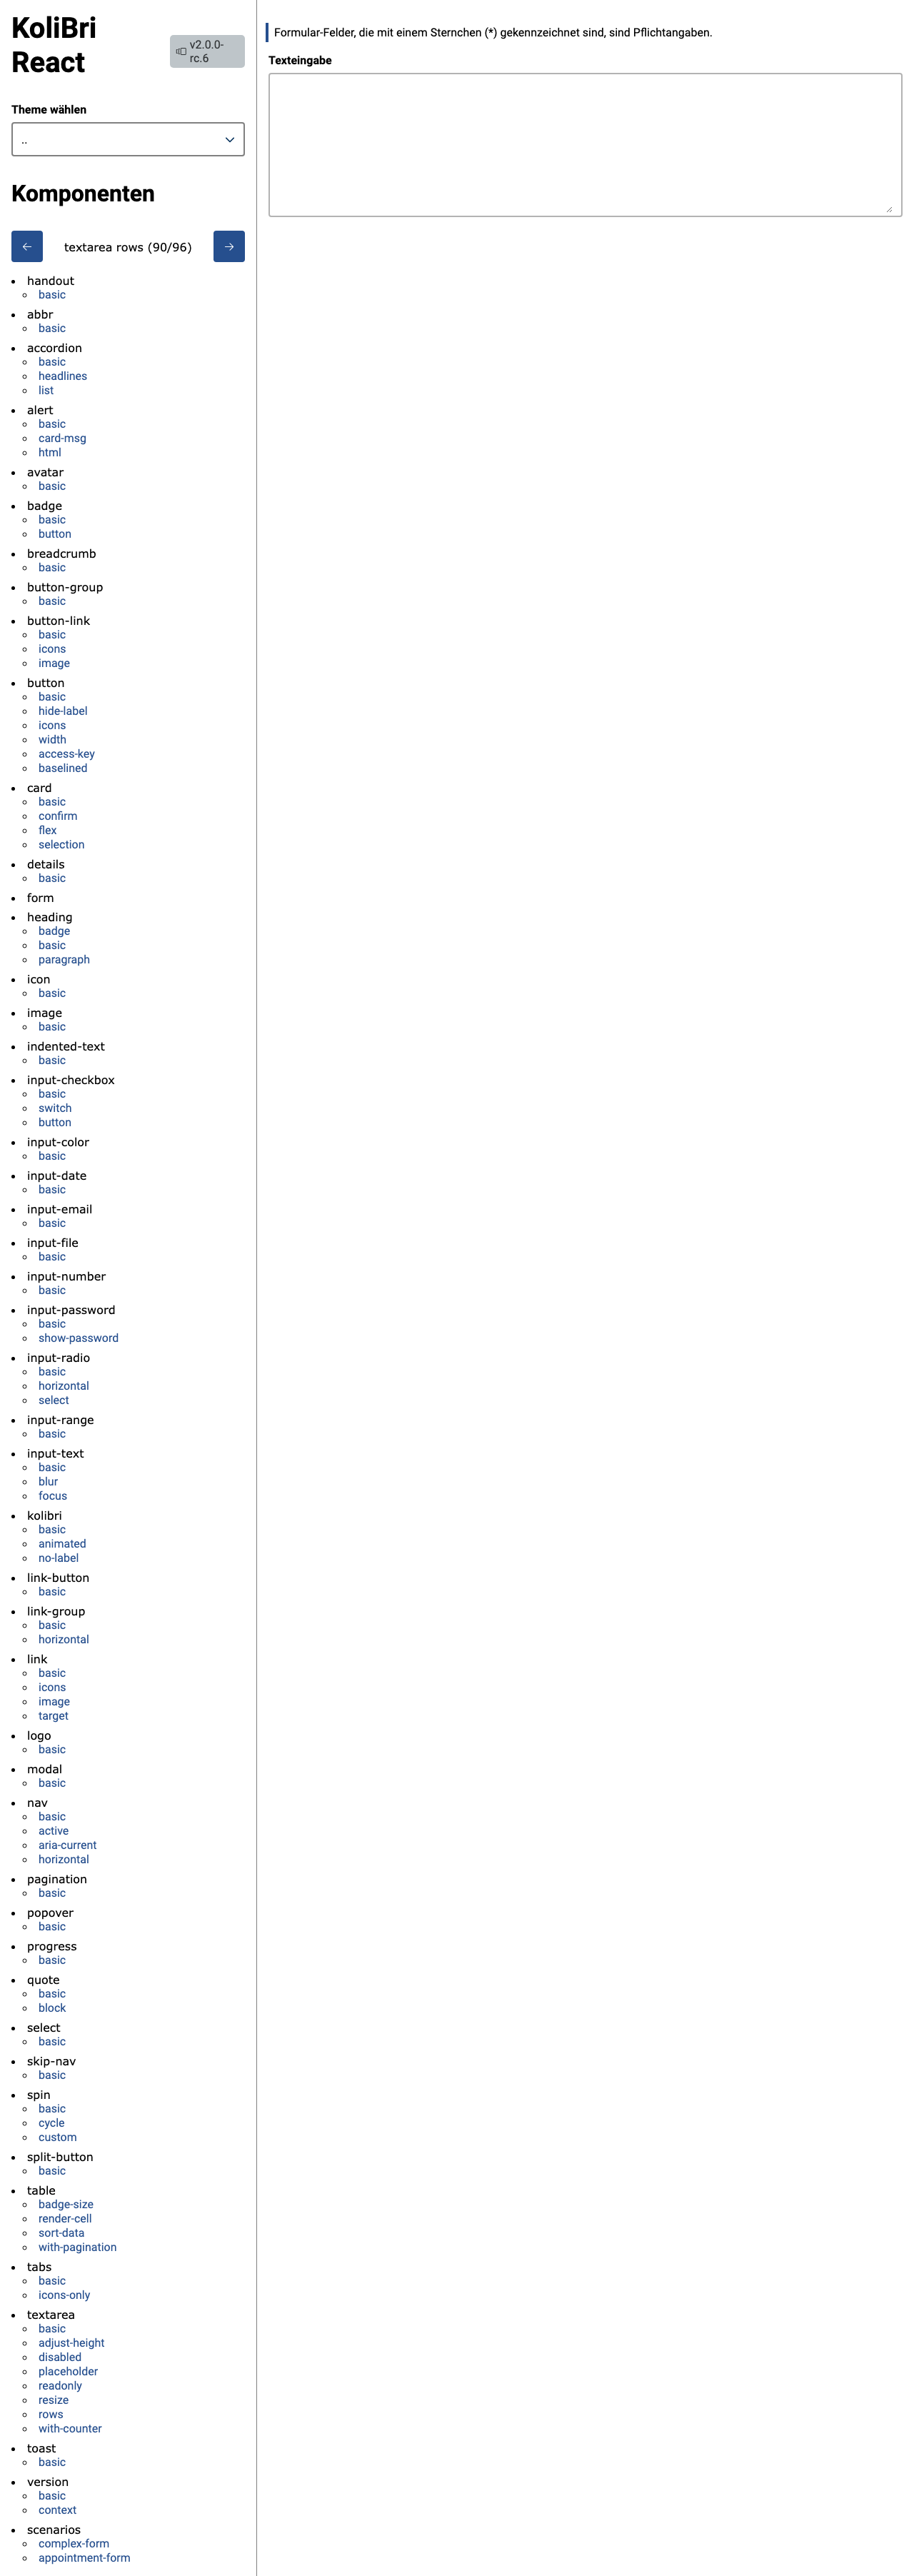 KoliBri
React
v2.0.0-
rc.6
Theme wählen
..
Komponenten
← textarea rows (90/96) →
handout
basic
abbr
basic
accordion
basic
headlines
list
alert
basic
card-msg
html
avatar
basic
badge
basic
button
breadcrumb
basic
button-group
basic
button-link
basic
icons
image
button
basic
hide-label
icons
width
access-key
baselined
card
basic
confirm
flex
selection
details
basic
form
heading
badge
basic
paragraph
icon
basic
image
basic
indented-text
basic
input-checkbox
basic
switch
button
input-color
basic
input-date
basic
input-email
basic
input-file
basic
input-number
basic
input-password
basic
show-password
input-radio
basic
horizontal
select
input-range
basic
input-text
basic
blur
focus
kolibri
basic
animated
no-label
link-button
basic
link-group
basic
horizontal
link
basic
icons
image
target
logo
basic
modal
basic
nav
basic
active
aria-current
horizontal
pagination
basic
popover
basic
progress
basic
quote
basic
block
select
basic
skip-nav
basic
spin
basic
cycle
custom
split-button
basic
table
badge-size
render-cell
sort-data
with-pagination
tabs
basic
icons-only
textarea
basic
adjust-height
disabled
placeholder
readonly
resize
rows
with-counter
toast
basic
version
basic
context
scenarios
complex-form
appointment-form
Formular-Felder, die mit einem Sternchen (*) gekennzeichnet sind, sind Pflichtangaben.
Texteingabe